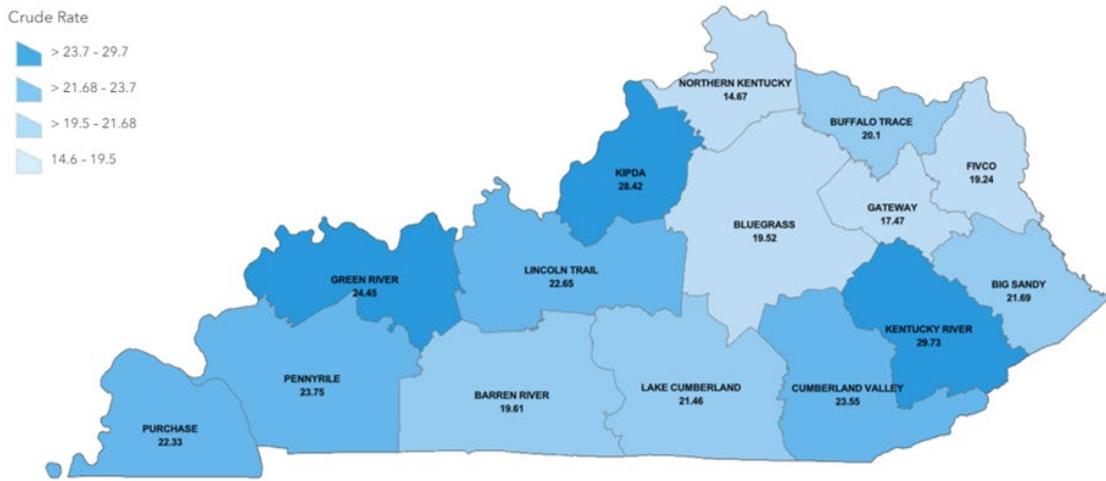 Crude Rate
> 23.7 - 29.7
> 21.68 - 23.7
> 19.5 - 21.68
14.6 - 19.5
NORTHERN KENTUCKY
14.67
BUFFALO TRACE
20.1
FIVCO
19.24
KIPDA
28.42
GATEWAY
17.47
BLUEGRASS
19.52
GREEN RIVER
24.45
LINCOLN TRAIL
22.65
BIG SANDY
21.69
KENTUCKY RIVER
29.73
PENNYRILE
23.75
BARREN RIVER
19.61
LAKE CUMBERLAND
21.46
CUMBERLAND VALLEY
23.55
PURCHASE
22.33